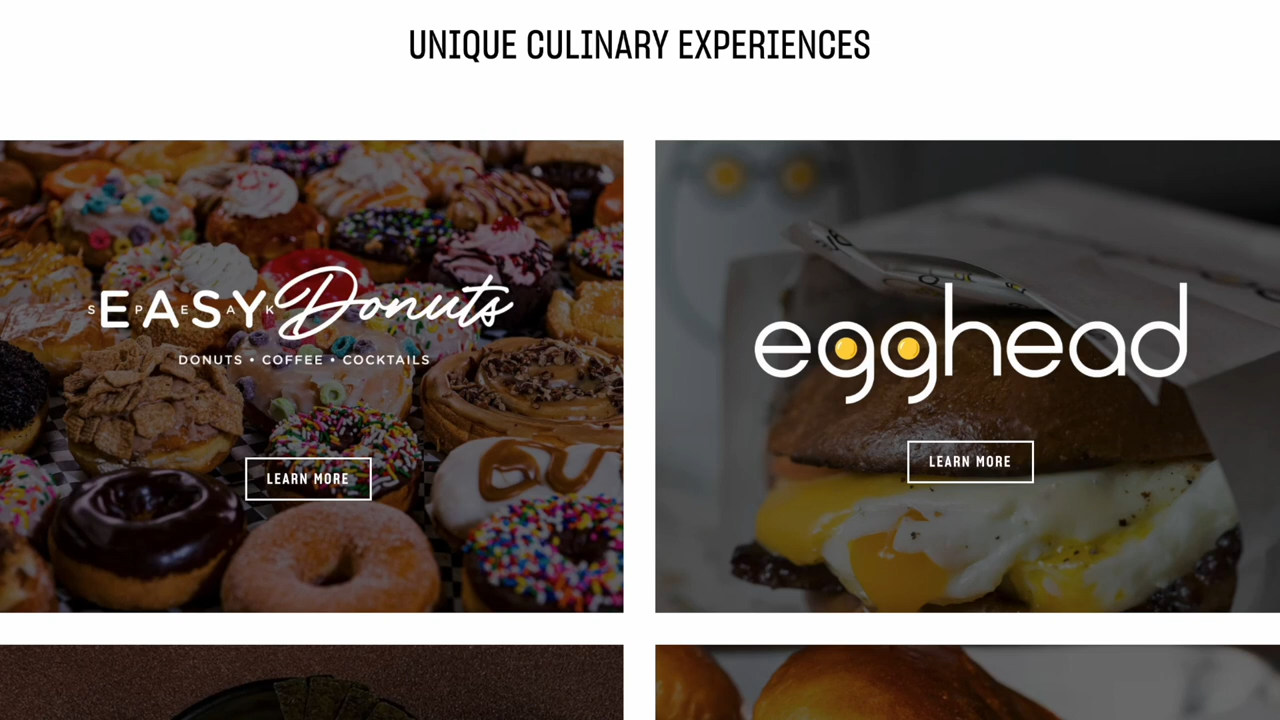 UNIQUE CULINARY EXPERIENCES
SPEAK EASY Donuts
DONUTS • COFFEE • COCKTAILS
LEARN MORE
egghead
LEARN MORE